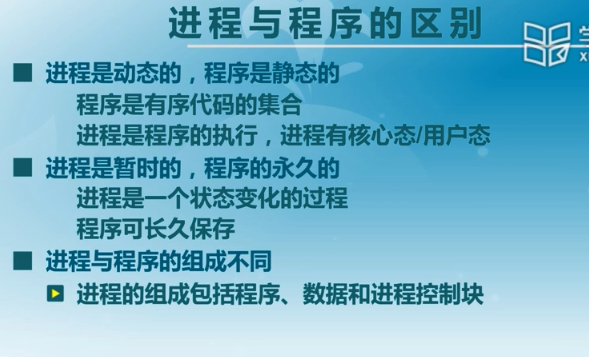 进程与程序的区别
进程是动态的，程序是静态的
程序是有序代码的集合
进程是程序的执行，进程有核心态/用户态
进程是暂时的，程序的永久的
进程是一个状态变化的过程
程序可长久保存
进程与程序的组成不同
进程的组成包括程序、数据和进程控制块